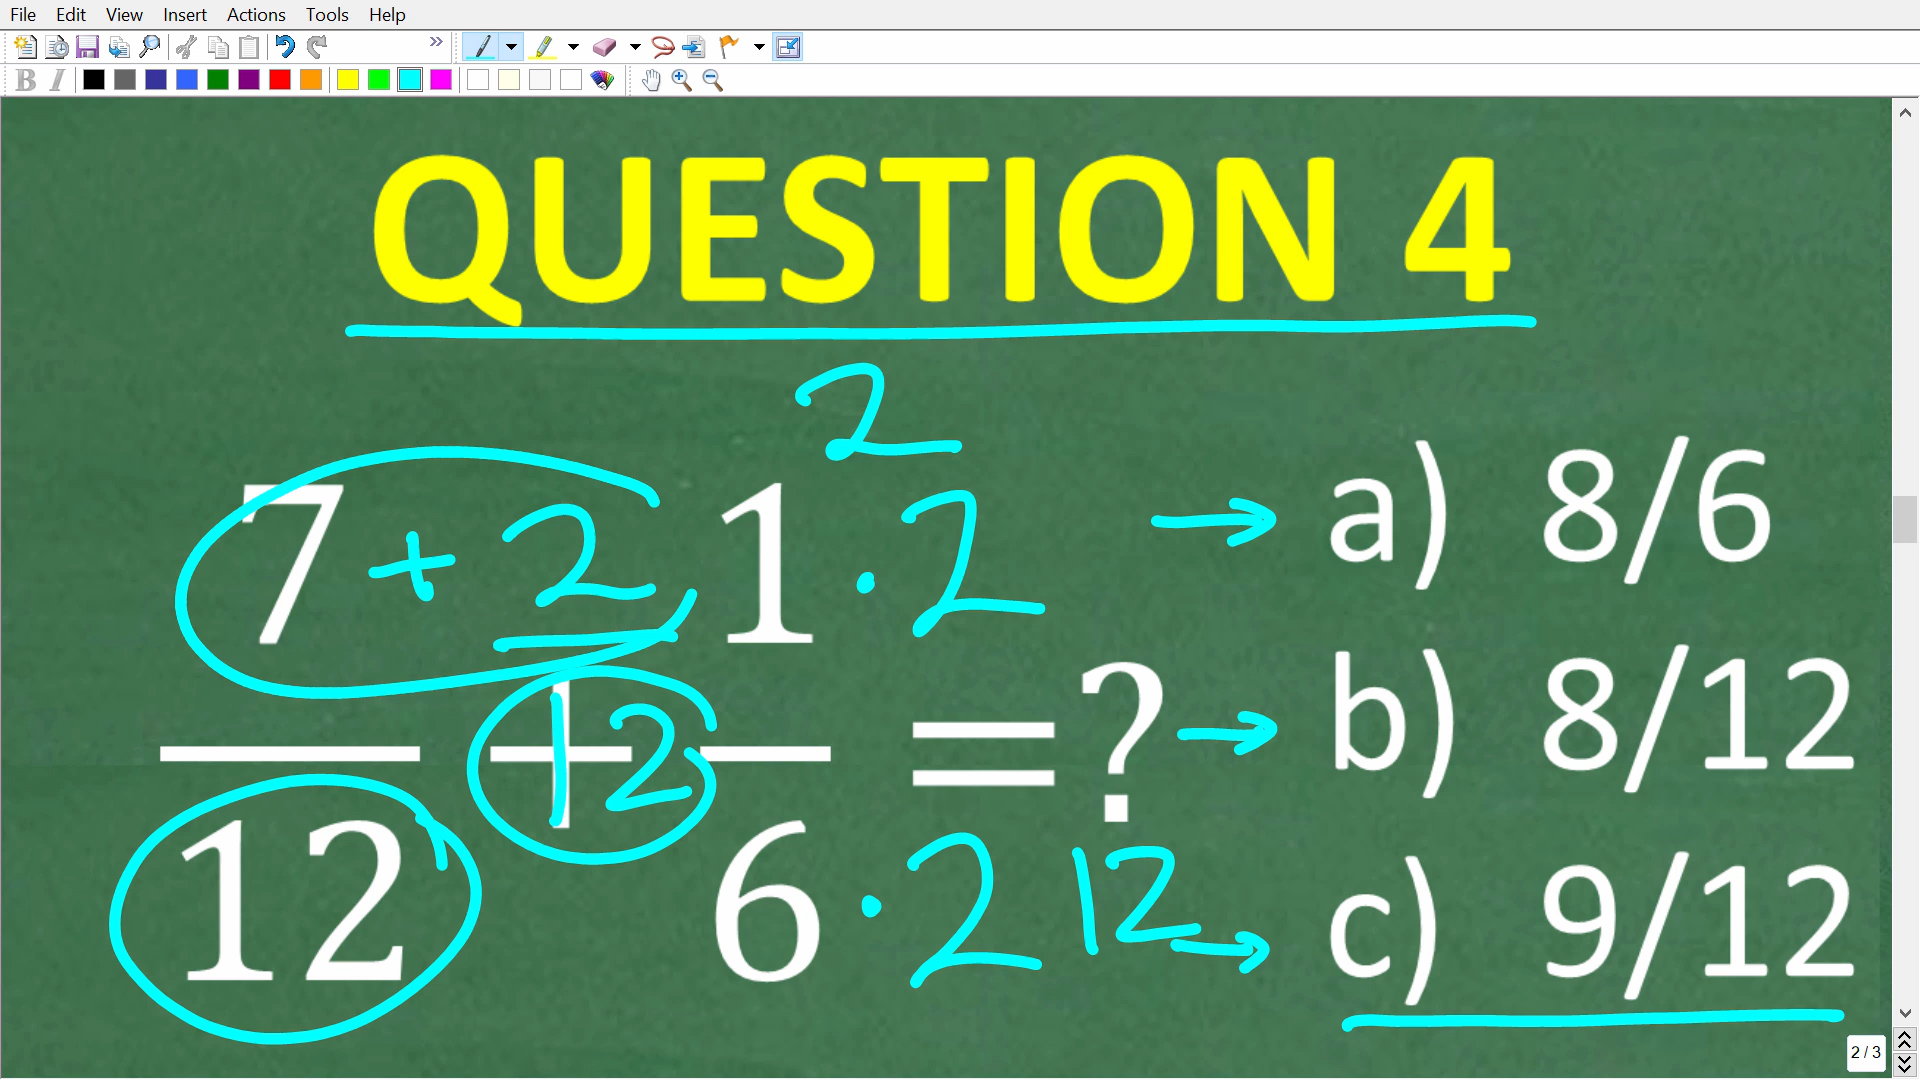 File Edit View Insert Actions Tools Help
B I
QUESTION 4
2
7 + 2 1 · 2
a) 8/6
12
+ = ?
b) 8/12
12 6 · 2 12
c) 9/12
2 / 3